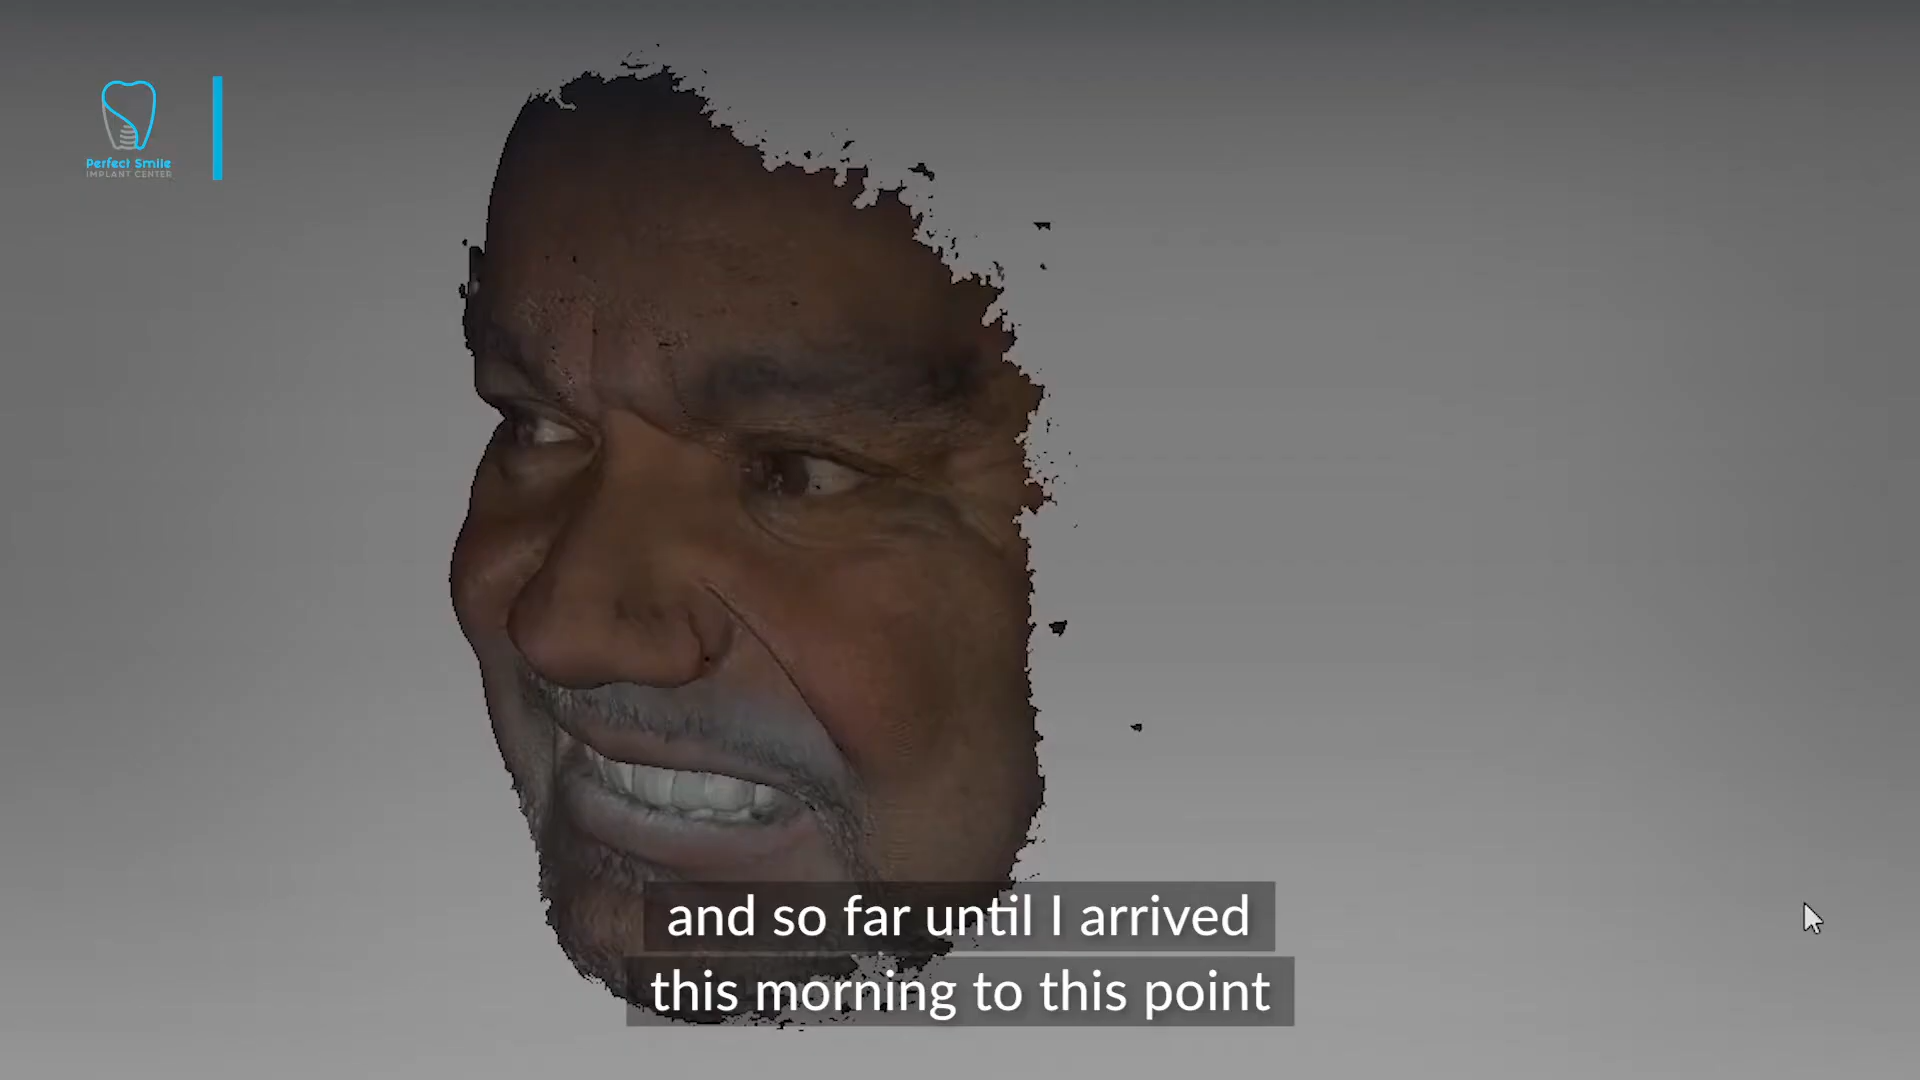 Perfect Smile
IMPLANT CENTER
and so far until I arrived
this morning to this point